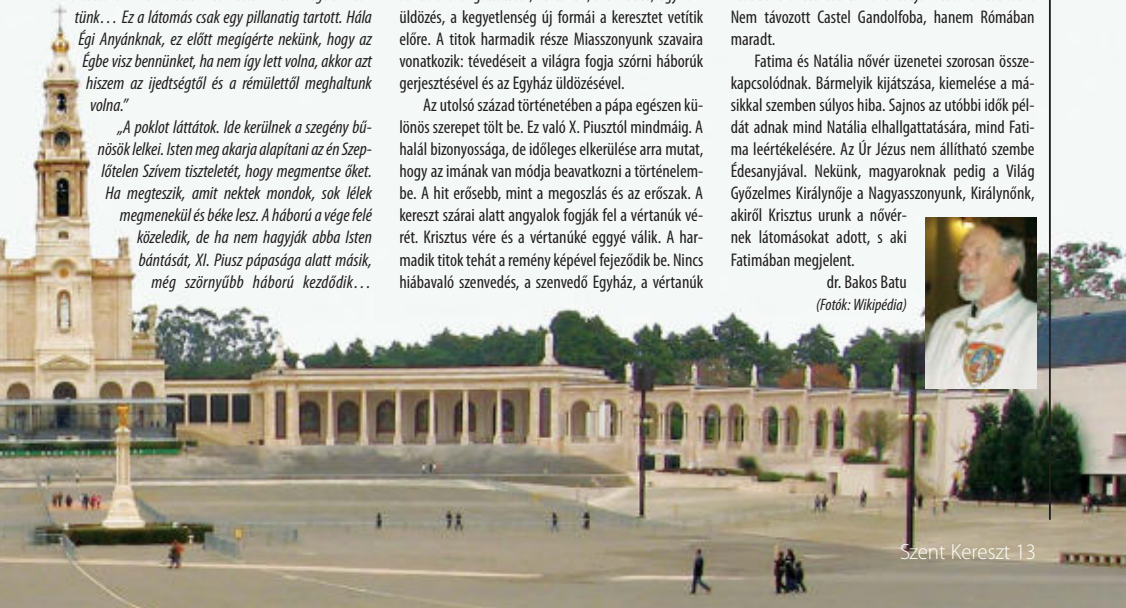 tünk… Ez a látomás csak egy pillanatig tartott. Hála
Égi Anyánknak, ez előtt megígérte nekünk, hogy az
Égbe visz bennünket, ha nem így lett volna, akkor azt
hiszem az ijedtségtől és a rémülettől meghaltunk
volna.”
„A poklot láttátok. Ide kerülnek a szegény bű-
nösök lelkei. Isten meg akarja alapítani az én Szep-
lőtelen Szívem tiszteletét, hogy megmentse őket.
Ha megteszik, amit nektek mondok, sok lélek
megmenekül és béke lesz. A háború a vége felé
közeledik, de ha nem hagyják abba Isten
bántását, XI. Piusz pápasága alatt másik,
még szörnyűbb háború kezdődik…
üldözés, a kegyetlenség új formái a keresztet vetítik
előre. A titok harmadik része Miasszonyunk szavaira
vonatkozik: tévedéseit a világra fogja szórni háborúk
gerjesztésével és az Egyház üldözésével.
Az utolsó század történetében a pápa egészen kü-
lönös szerepet tölt be. Ez való X. Piusztól mindmáig. A
halál bizonyossága, de időleges elkerülése arra mutat,
hogy az imának van módja beavatkozni a történelem-
be. A hit erősebb, mint a megoszlás és az erőszak. A
kereszt szárai alatt angyalok fogják fel a vértanúk vé-
rét. Krisztus vére és a vértanúké eggyé válik. A har-
madik titok tehát a remény képével fejeződik be. Nincs
hiábavaló szenvedés, a szenvedő Egyház, a vértanúk
Nem távozott Castel Gandolfoba, hanem Rómában
maradt.
Fatima és Natália nővér üzenetei szorosan össze-
kapcsolódnak. Bármelyik kijátszása, kiemelése a má-
sikkal szemben súlyos hiba. Sajnos az utóbbi idők pél-
dát adnak mind Natália elhallgattatására, mind Fati-
ma leértékelésére. Az Úr Jézus nem állítható szembe
Édesanyjával. Nekünk, magyaroknak pedig a Világ
Győzelmes Királynője a Nagyasszonyunk, Királynőnk,
akiről Krisztus urunk a nővér-
nek látomásokat adott, s aki
Fatimában megjelent.
dr. Bakos Batu
(Fotók: Wikipédia)
Szent Kereszt 13